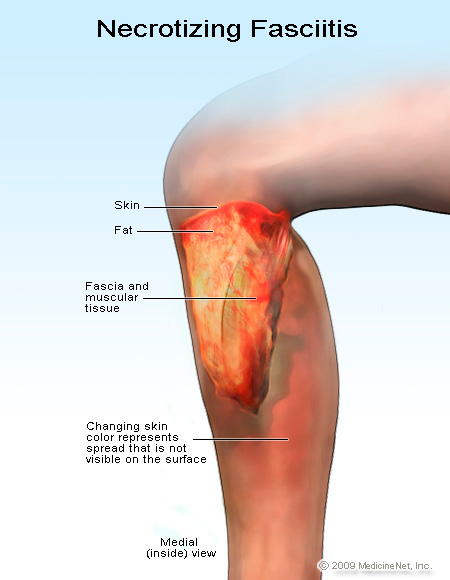 Necrotizing Fasciitis
Skin
Fat
Fascia and
muscular
tissue
Changing skin
color represents
spread that is not
visible on the surface
Medial
(inside) view
© 2009 MedicineNet, Inc.